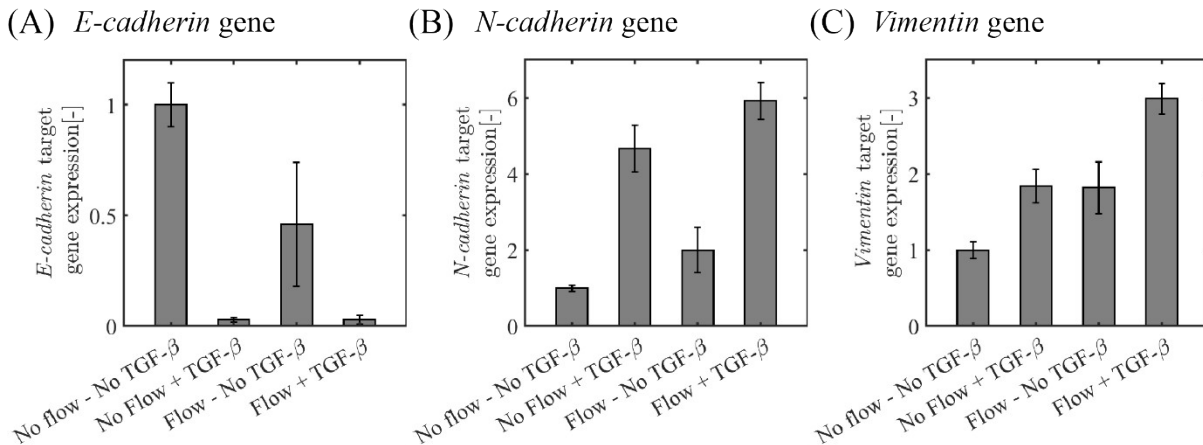 (A) E-cadherin gene
E-cadherin target
gene expression[-]
1
0.5
0
No flow - No TGF-β
No Flow + TGF-β
Flow - No TGF-β
Flow + TGF-β
(B) N-cadherin gene
N-cadherin target
gene expression[-]
6
4
2
0
No flow - No TGF-β
No Flow + TGF-β
Flow - No TGF-β
Flow + TGF-β
(C) Vimentin gene
Vimentin target
gene expression[-]
3
2
1
0
No flow - No TGF-β
No Flow + TGF-β
Flow - No TGF-β
Flow + TGF-β